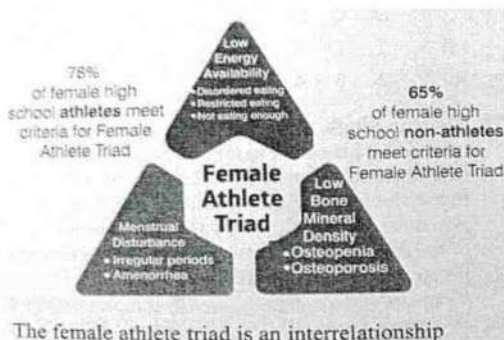 Low
Energy
Availability
•Disordered eating
•Restricted eating
•Not eating enough
78%
of female high
school athletes meet
criteria for Female
Athlete Triad
65%
of female high
school non-athletes
meet criteria for
Female Athlete Triad
Female
Athlete
Triad
Menstrual
Disturbance
• Irregular periods
• Amenorrhea
Low
Bone
Mineral
Density
•Osteopenia
•Osteoporosis
The female athlete triad is an interrelationship